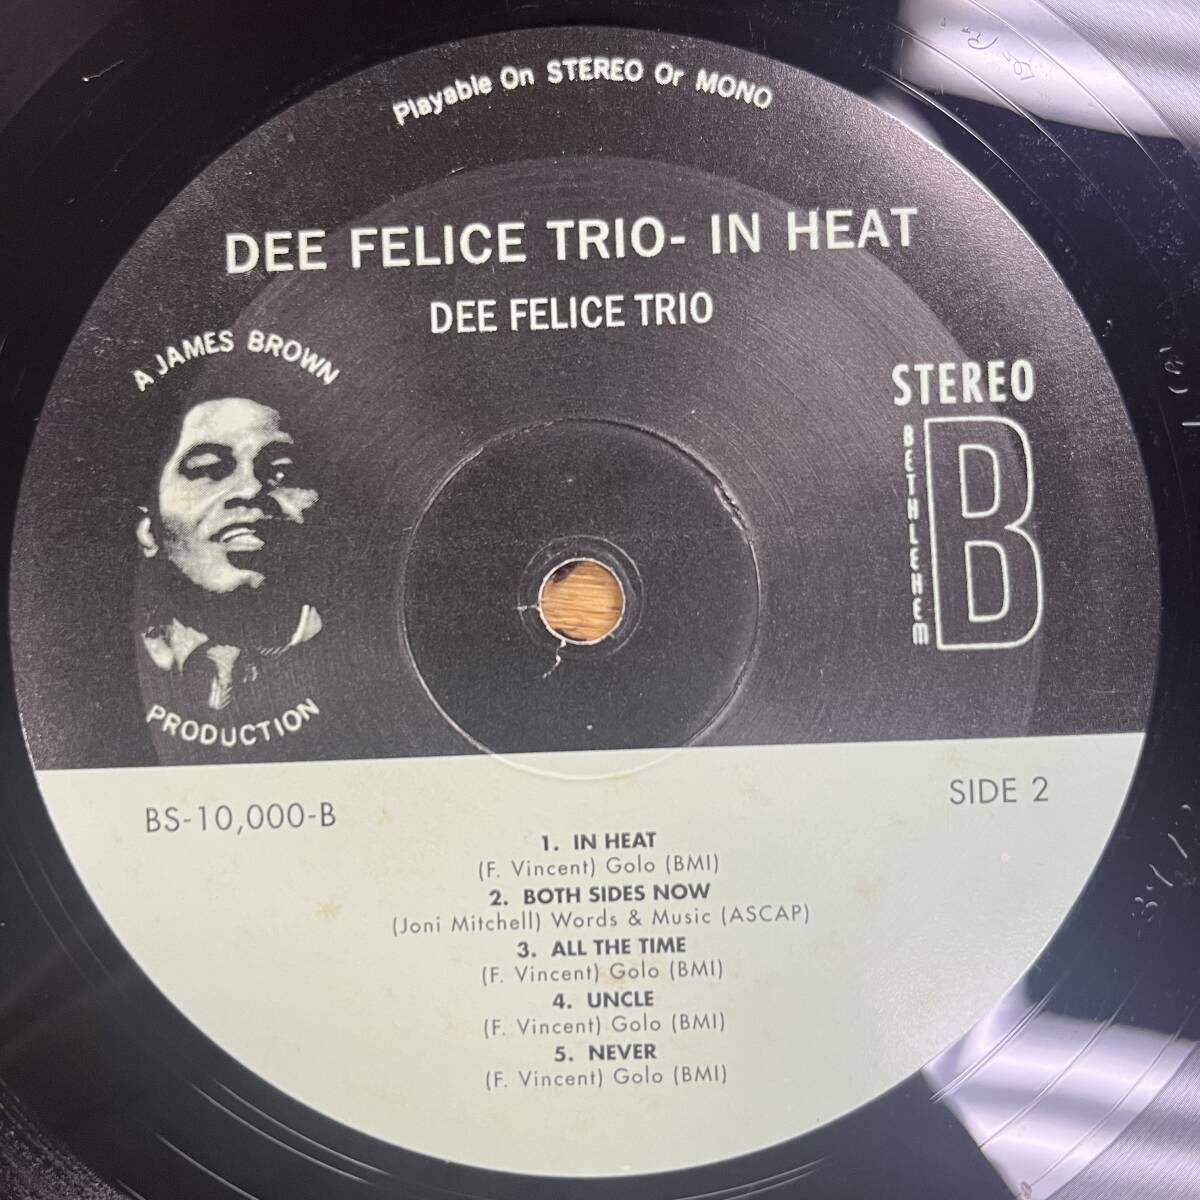 Playable On STEREO Or MONO
DEE FELICE TRIO- IN HEAT
DEE FELICE TRIO
A JAMES BROWN
PRODUCTION
STEREO
BETHLEHEM
B
BS-10,000-B
SIDE 2
1. IN HEAT
(F. Vincent) Golo (BMI)
2. BOTH SIDES NOW
(Joni Mitchell) Words & Music (ASCAP)
3. ALL THE TIME
(F. Vincent) Golo (BMI)
4. UNCLE
(F. Vincent) Golo (BMI)
5. NEVER
(F. Vincent) Golo (BMI)